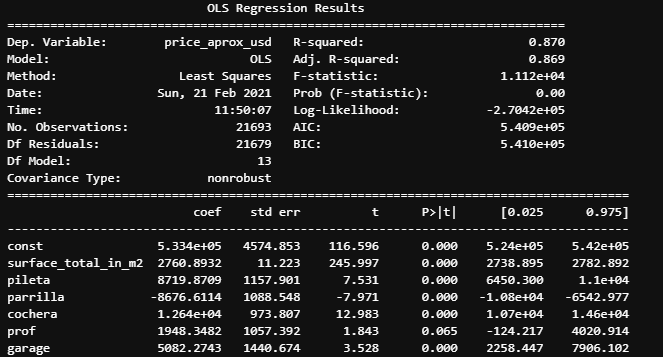 OLS Regression Results
==============================================================================
Dep. Variable: price_aprox_usd R-squared: 0.870
Model: OLS Adj. R-squared: 0.869
Method: Least Squares F-statistic: 1.112e+04
Date: Sun, 21 Feb 2021 Prob (F-statistic): 0.00
Time: 11:50:07 Log-Likelihood: -2.7042e+05
No. Observations: 21693 AIC: 5.409e+05
Df Residuals: 21679 BIC: 5.410e+05
Df Model: 13
Covariance Type: nonrobust
=======================================================================================
coef std err t P>|t| [0.025 0.975]
---------------------------------------------------------------------------------------
const 5.334e+05 4574.853 116.596 0.000 5.24e+05 5.42e+05
surface_total_in_m2 2760.8932 11.223 245.997 0.000 2738.895 2782.892
pileta 8719.8709 1157.901 7.531 0.000 6450.300 1.1e+04
parrilla -8676.6114 1088.548 -7.971 0.000 -1.08e+04 -6542.977
cochera 1.264e+04 973.807 12.983 0.000 1.07e+04 1.46e+04
prof 1948.3482 1057.392 1.843 0.065 -124.217 4020.914
garage 5082.2743 1440.674 3.528 0.000 2258.447 7906.102